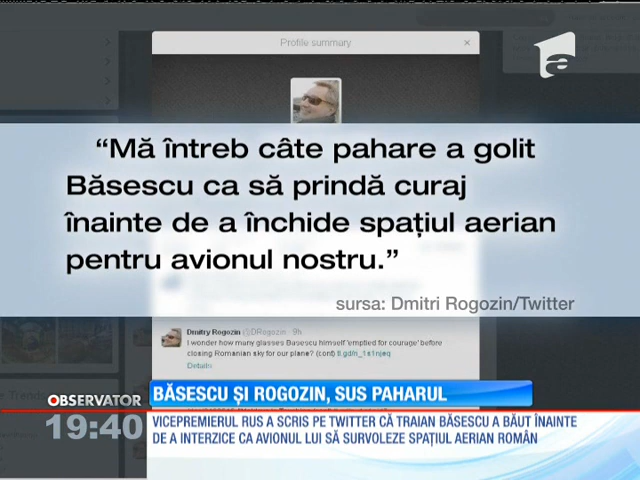 Profile summary
×
a
“Mă întreb câte pahare a golit
Băsescu ca să prindă curaj
înainte de a închide spațiul aerian
pentru avionul nostru.”
sursa: Dmitri Rogozin/Twitter
Dmitry Rogozin @DRogozin · 9h
I wonder how many glasses Basescu himself 'emptied for courage' before
closing Romanian sky for our plane? (cont)
Detalii
OBSERVATOR
19:40
BĂSESCU ȘI ROGOZIN, SUS PAHARUL
VICEPREMIERUL RUS A SCRIS PE TWITTER CĂ TRAIAN BĂSESCU A BĂUT ÎNAINTE
DE A INTERZICE CA AVIONUL LUI SĂ SURVOLEZE SPAȚIUL AERIAN ROMÂN